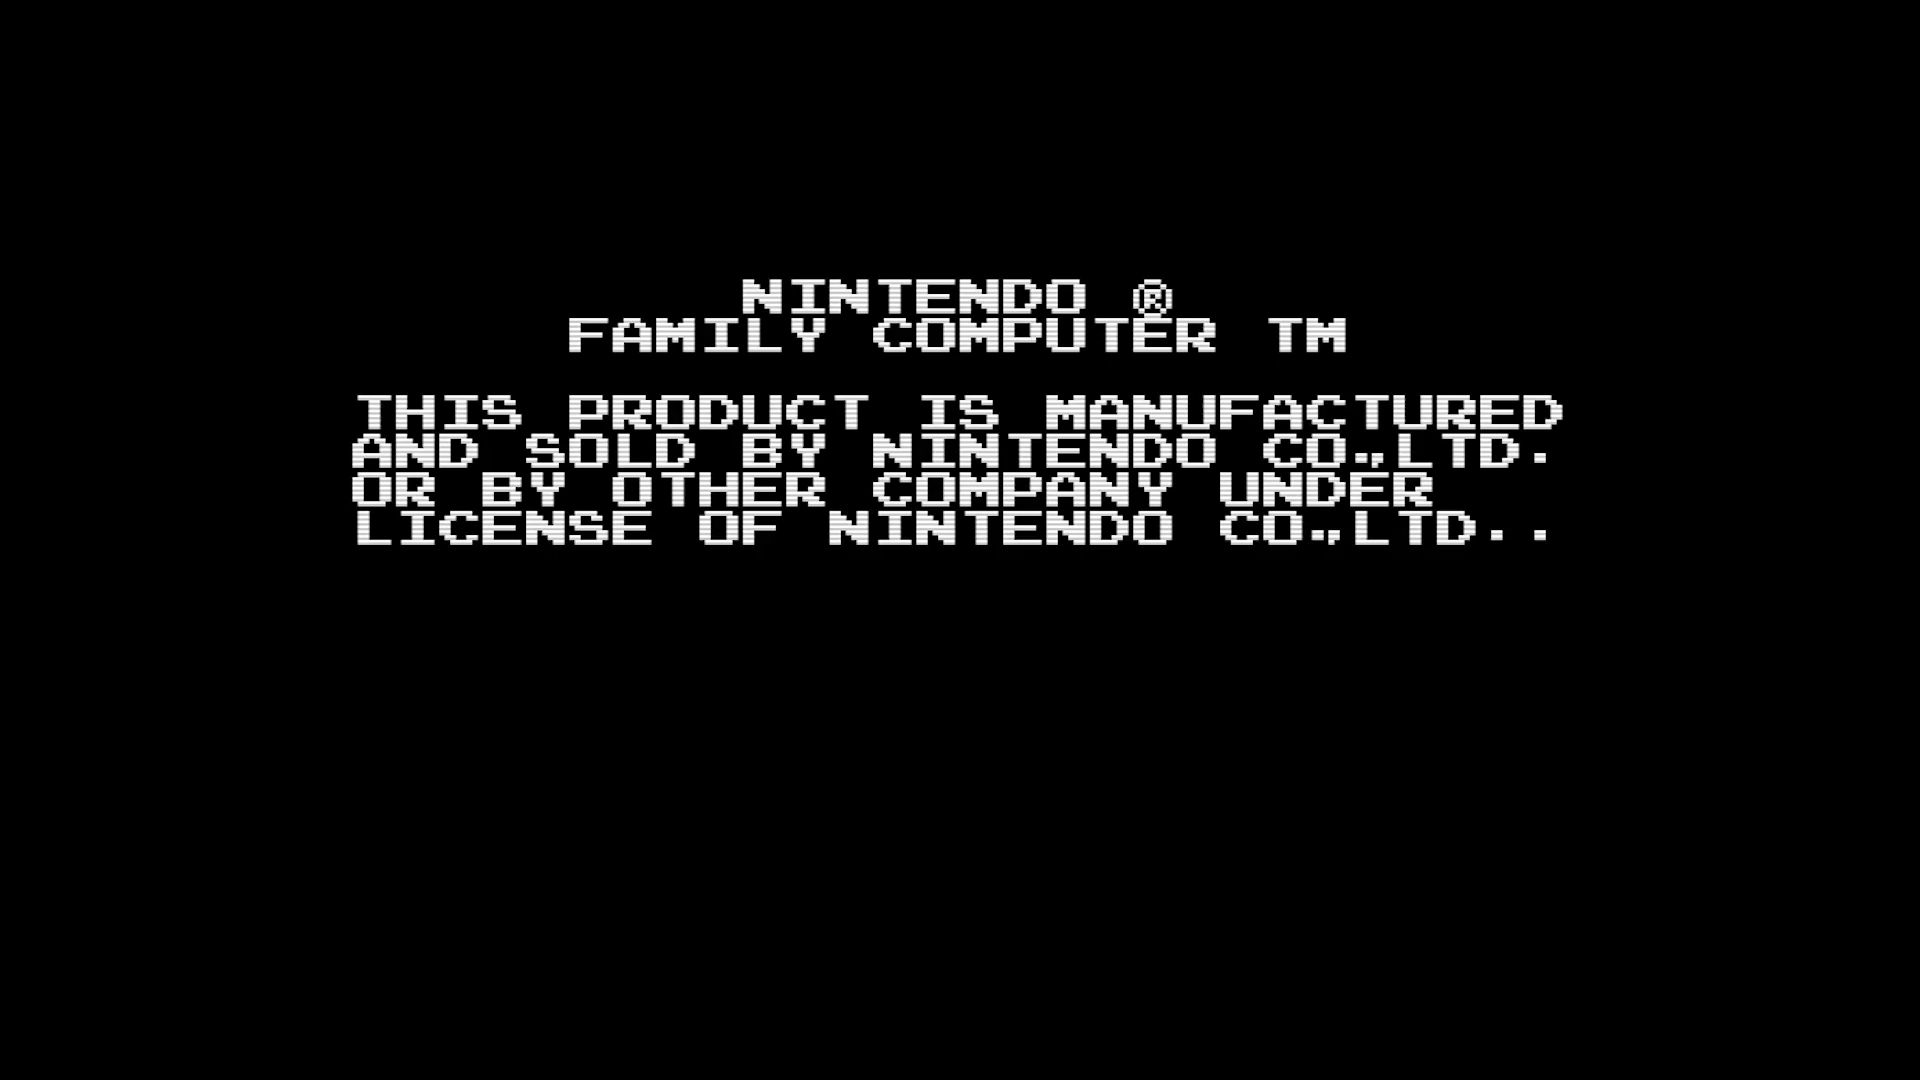 NINTENDO ®
FAMILY COMPUTER TM
THIS PRODUCT IS MANUFACTURED
AND SOLD BY NINTENDO CO.,LTD.
OR BY OTHER COMPANY UNDER
LICENSE OF NINTENDO CO.,LTD..